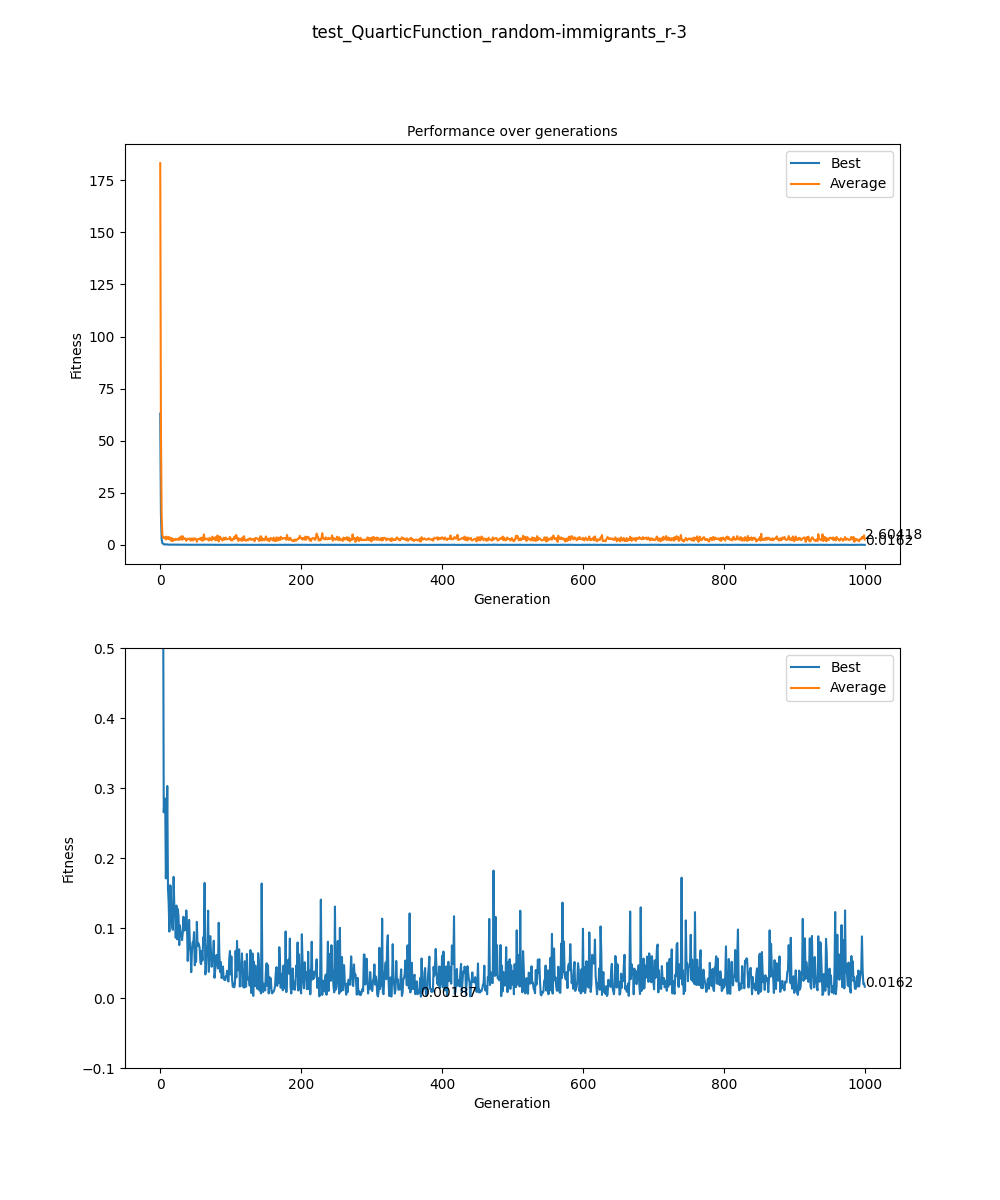 test_QuarticFunction_random-immigrants_r-3
Performance over generations
Best
Average
175
150
125
100
75
50
25
0
Fitness
2.60418
0.0162
0 200 400 600 800 1000
Generation
Best
Average
0.5
0.4
0.3
0.2
0.1
0.0
−0.1
Fitness
0.00187
0.0162
0 200 400 600 800 1000
Generation